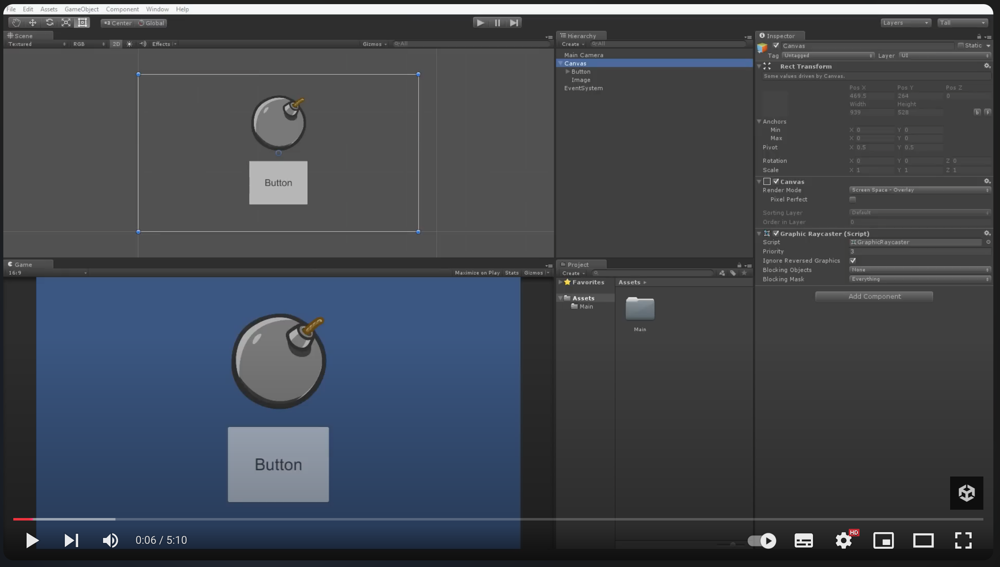 File Edit Assets GameObject Component Window Help
Center Global
Layers Tall
Scene
Textured RGB 2D Effects Gizmos All
Button
Hierarchy
Create All
Main Camera
Canvas
Button
Image
EventSystem
Inspector
Canvas Static
Tag Untagged Layer UI
Rect Transform
Some values driven by Canvas.
Pos X Pos Y Pos Z
469.5 264 0
Width Height
939 528
Anchors
Min X 0 Y 0
Max X 0 Y 0
Pivot X 0.5 Y 0.5
Rotation X 0 Y 0 Z 0
Scale X 1 Y 1 Z 1
Canvas
Render Mode Screen Space - Overlay
Pixel Perfect
Sorting Layer Default
Order in Layer 0
Graphic Raycaster (Script)
Script GraphicRaycaster
Priority 3
Ignore Reversed Graphics
Blocking Objects None
Blocking Mask Everything
Add Component
Game
16:9 Maximize on Play Stats Gizmos
Button
Project
Create
Favorites
Assets
Main
Assets
Main
0:06 / 5:10
HD